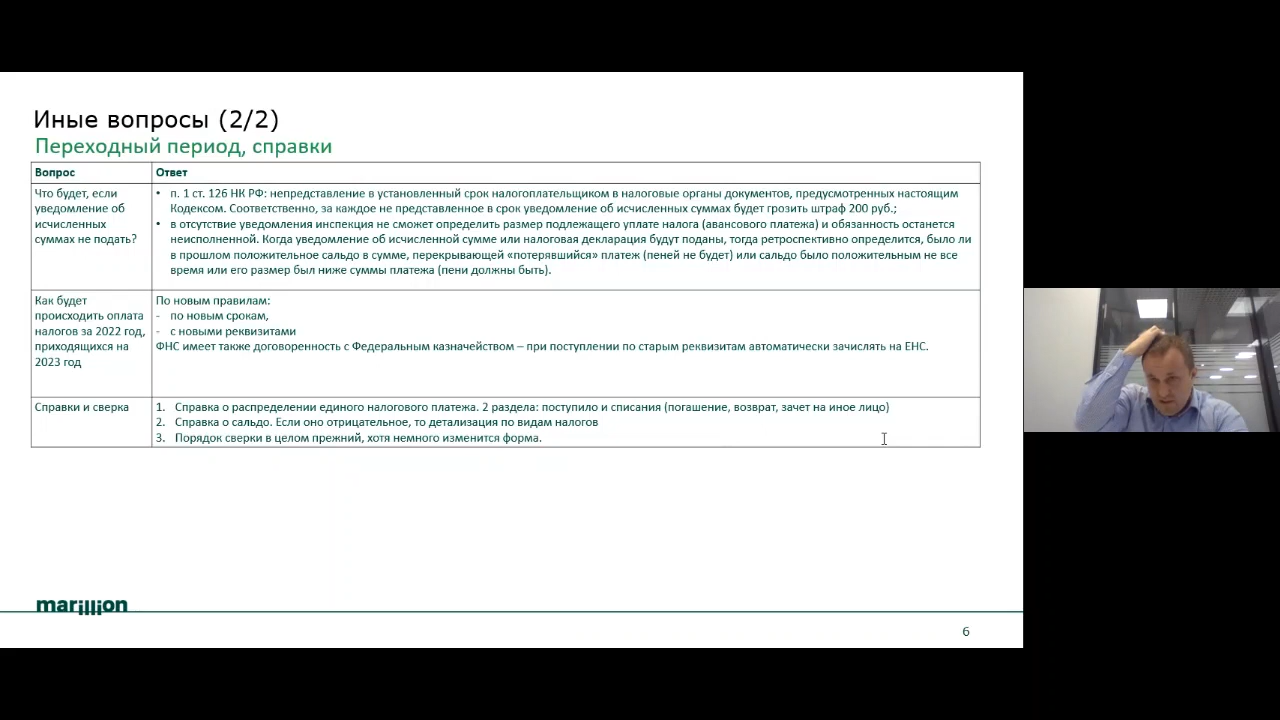 Иные вопросы (2/2)
Переходный период, справки
Вопрос
Ответ
Что будет, если
уведомление об
исчисленных
суммах не подать?
• п. 1 ст. 126 НК РФ: непредставление в установленный срок налогоплательщиком в налоговые органы документов, предусмотренных настоящим
Кодексом. Соответственно, за каждое не представленное в срок уведомление об исчисленных суммах будет грозить штраф 200 руб.;
• в отсутствие уведомления инспекция не сможет определить размер подлежащего уплате налога (авансового платежа) и обязанность останется
неисполненной. Когда уведомление об исчисленной сумме или налоговая декларация будут поданы, тогда ретроспективно определится, было ли
в прошлом положительное сальдо в сумме, перекрывающей «потерявшийся» платеж (пеней не будет) или сальдо было положительным не все
время или его размер был ниже суммы платежа (пени должны быть).
Как будет
происходить оплата
налогов за 2022 год,
приходящихся на
2023 год
По новым правилам:
- по новым срокам,
- с новыми реквизитами
ФНС имеет также договоренность с Федеральным казначейством – при поступлении по старым реквизитам автоматически зачислять на ЕНС.
Справки и сверка
1. Справка о распределении единого налогового платежа. 2 раздела: поступило и списания (погашение, возврат, зачет на иное лицо)
2. Справка о сальдо. Если оно отрицательное, то детализация по видам налогов
3. Порядок сверки в целом прежний, хотя немного изменится форма.
marillion
6